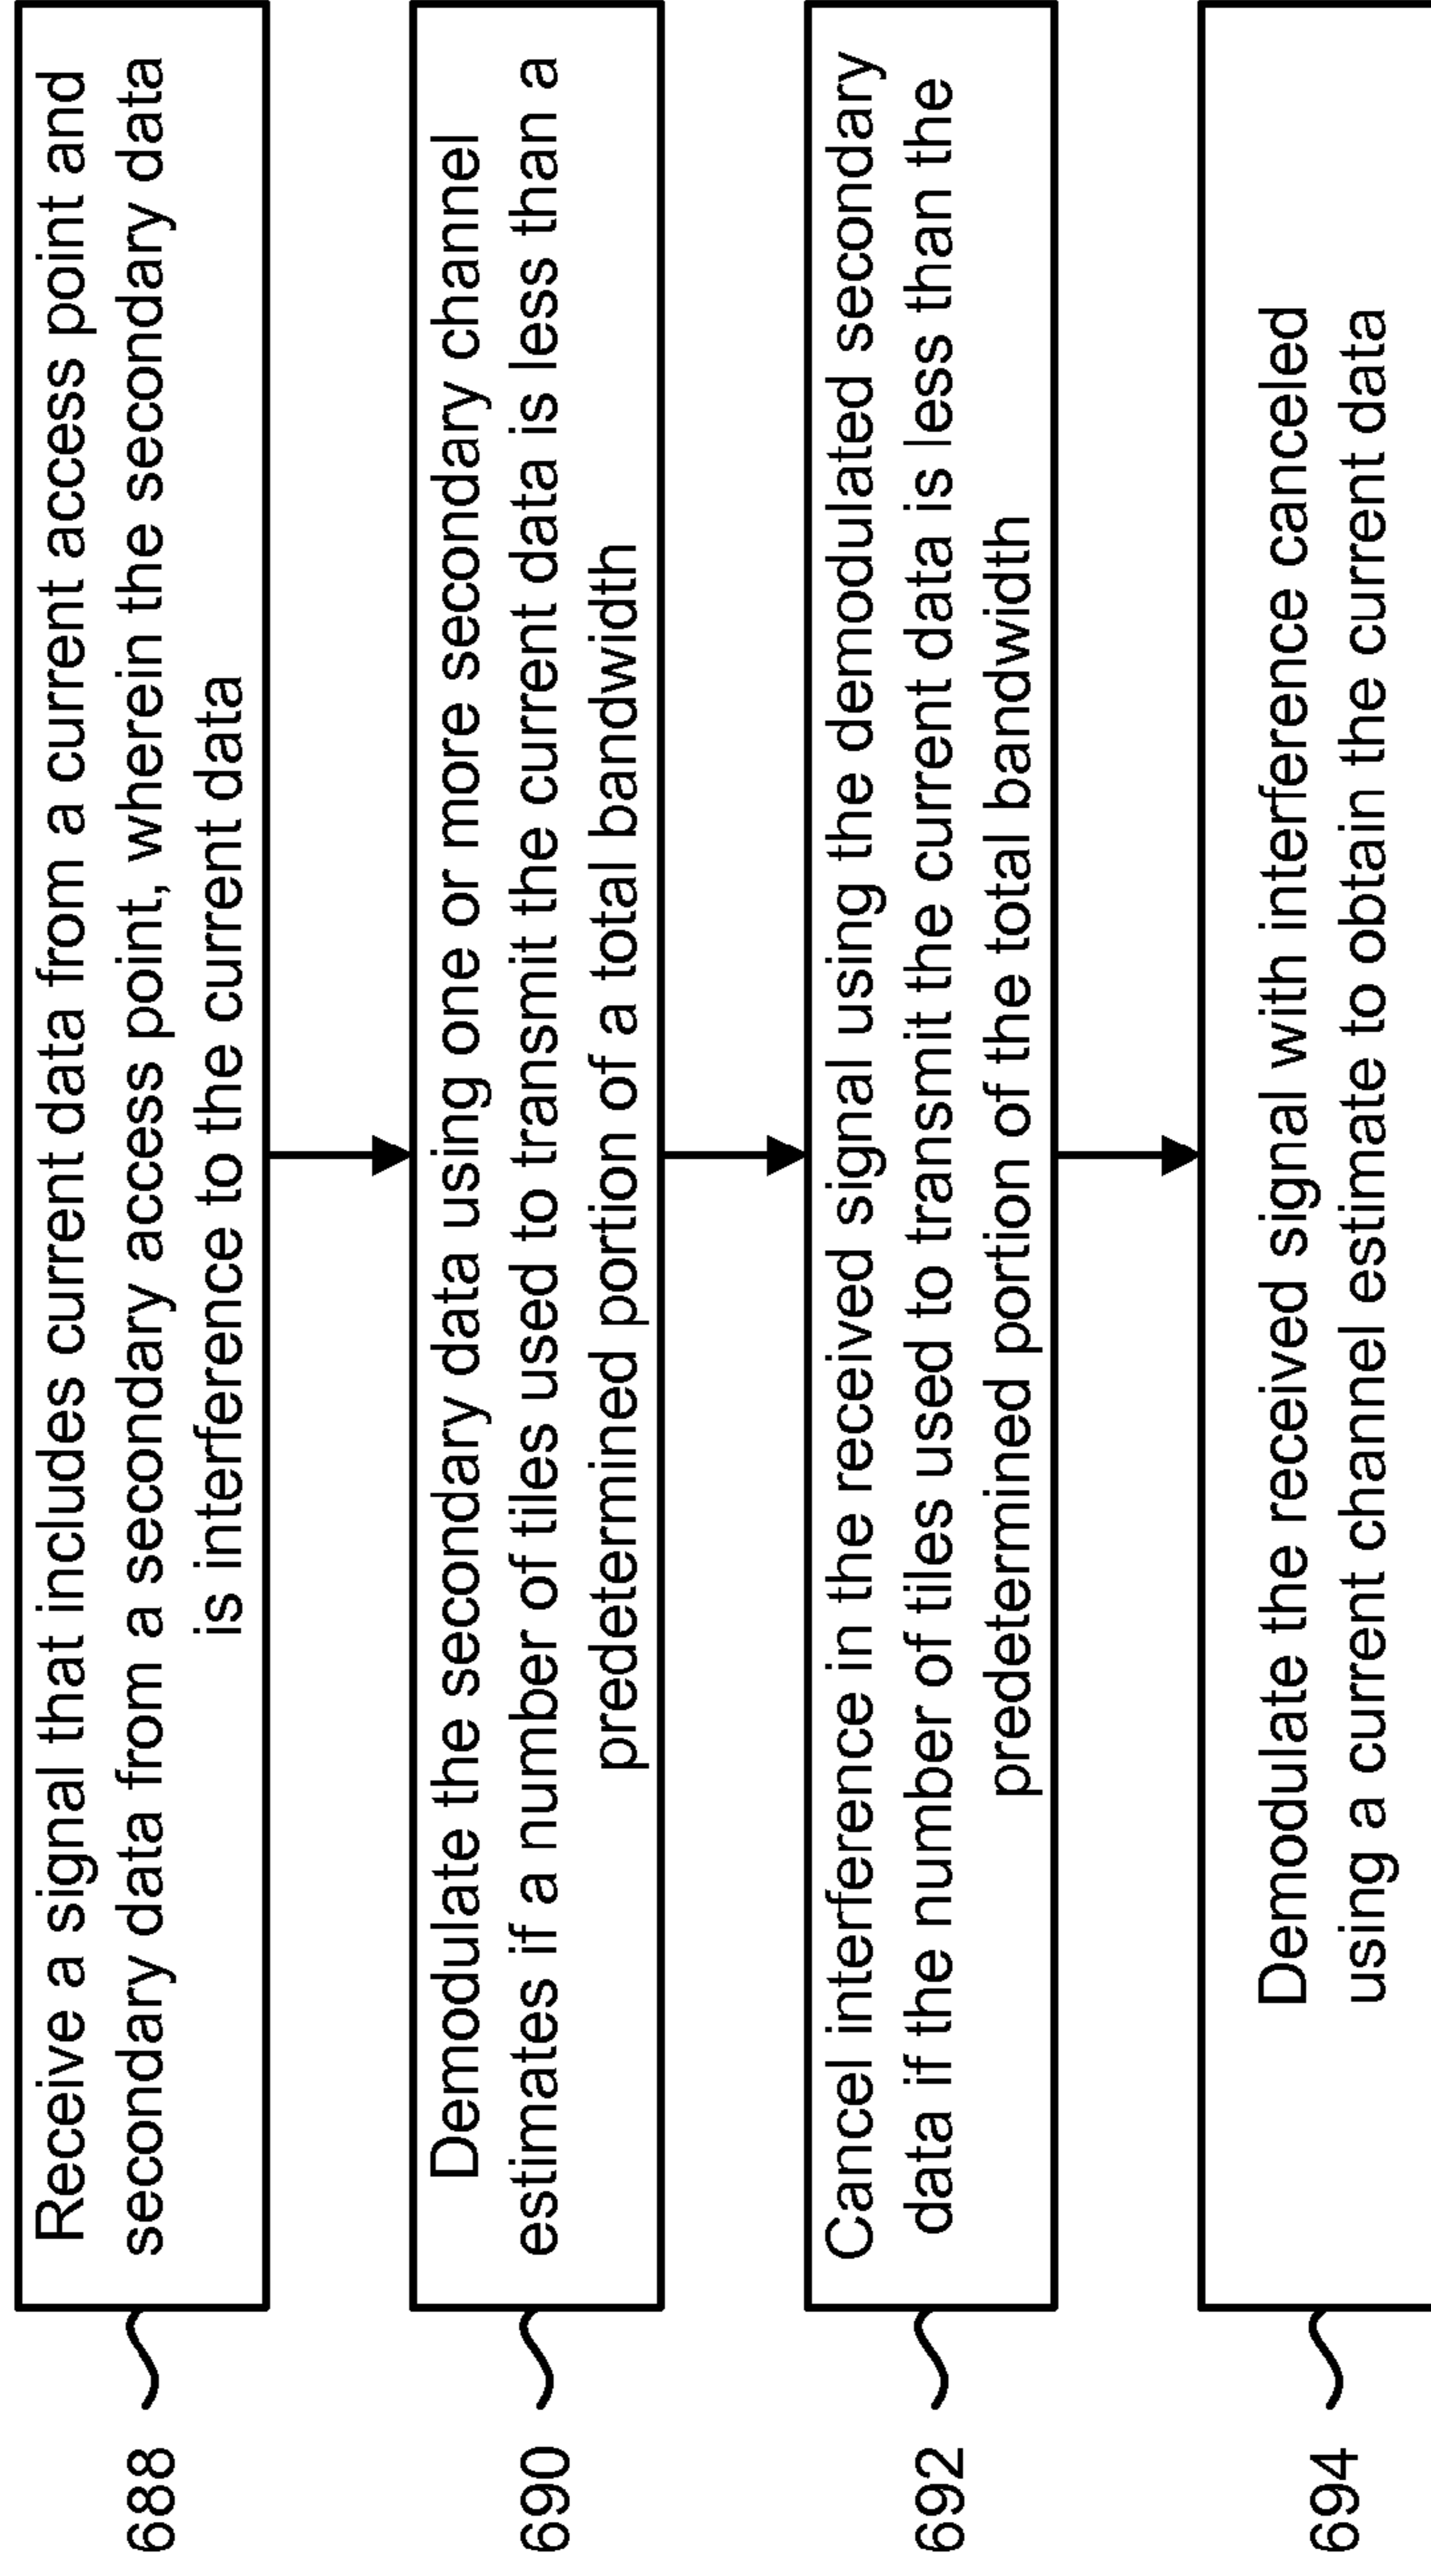 688
Receive a signal that includes current data from a current access point and
secondary data from a secondary access point, wherein the secondary data
is interference to the current data
690
Demodulate the secondary data using one or more secondary channel
estimates if a number of tiles used to transmit the current data is less than a
predetermined portion of a total bandwidth
692
Cancel interference in the received signal using the demodulated secondary
data if the number of tiles used to transmit the current data is less than the
predetermined portion of the total bandwidth
694
Demodulate the received signal with interference canceled
using a current channel estimate to obtain the current data